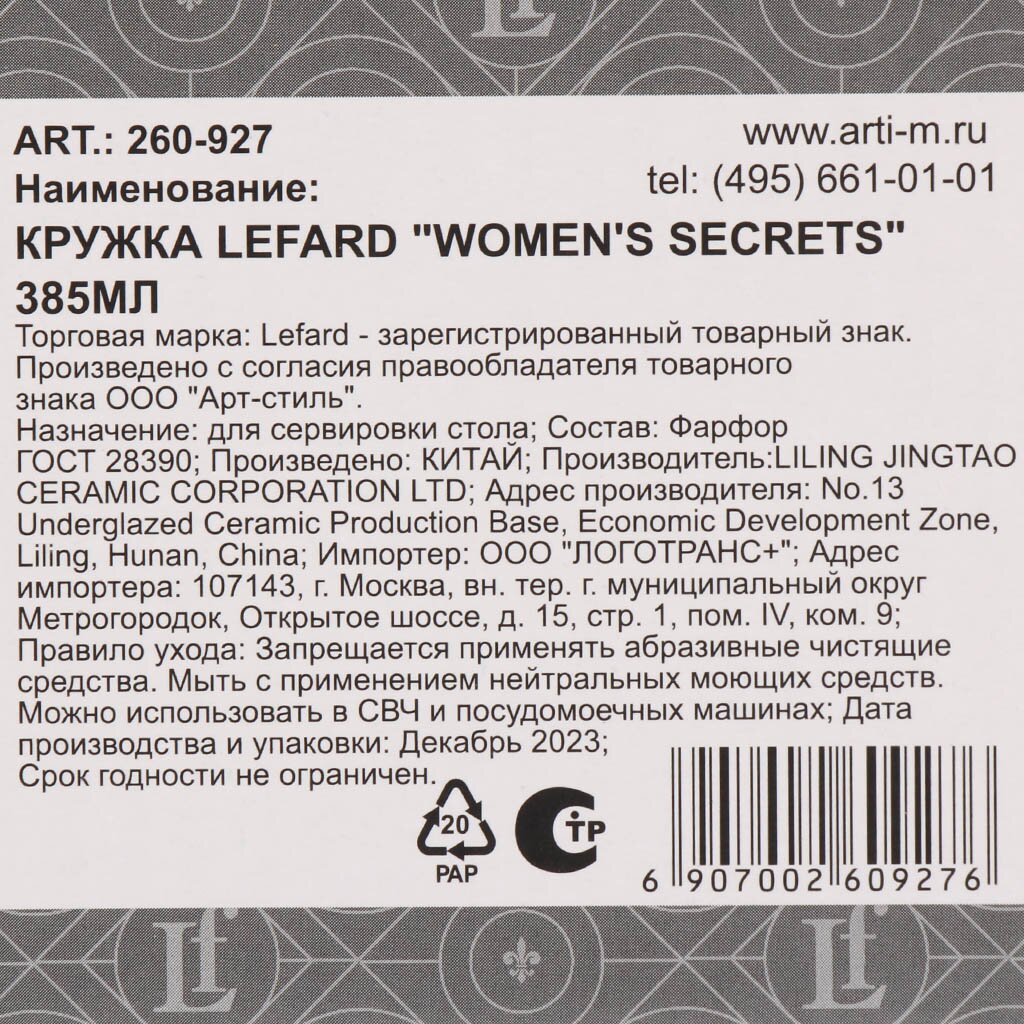 Lf
ART.: 260-927
www.arti-m.ru
Наименование:
tel: (495) 661-01-01
КРУЖКА LEFARD "WOMEN'S SECRETS"
385МЛ
Торговая марка: Lefard - зарегистрированный товарный знак.
Произведено с согласия правообладателя товарного
знака ООО "Арт-стиль".
Назначение: для сервировки стола; Состав: Фарфор
ГОСТ 28390; Произведено: КИТАЙ; Производитель:LILING JINGTAO
CERAMIC CORPORATION LTD; Адрес производителя: No.13
Underglazed Ceramic Production Base, Economic Development Zone,
Liling, Hunan, China; Импортер: ООО "ЛОГОТРАНС+"; Адрес
импортера: 107143, г. Москва, вн. тер. г. муниципальный округ
Метрогородок, Открытое шоссе, д. 15, стр. 1, пом. IV, ком. 9;
Правило ухода: Запрещается применять абразивные чистящие
средства. Мыть с применением нейтральных моющих средств.
Можно использовать в СВЧ и посудомоечных машинах; Дата
производства и упаковки: Декабрь 2023;
Срок годности не ограничен.
20
PAP
СТР
6 907002 609276
Lf
Lf